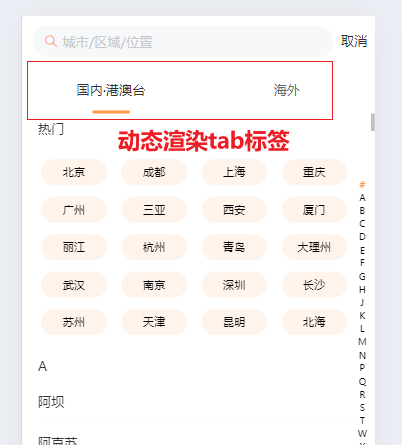 城市/区域/位置 取消
国内·港澳台 海外
热门
动态渲染tab标签
北京 成都 上海 重庆
广州 三亚 西安 厦门
丽江 杭州 青岛 大理州
武汉 南京 深圳 长沙
苏州 天津 昆明 北海
A
阿坝
阿克苏
#
A
B
C
D
E
F
G
H
J
K
L
M
N
P
Q
R
S
T
W